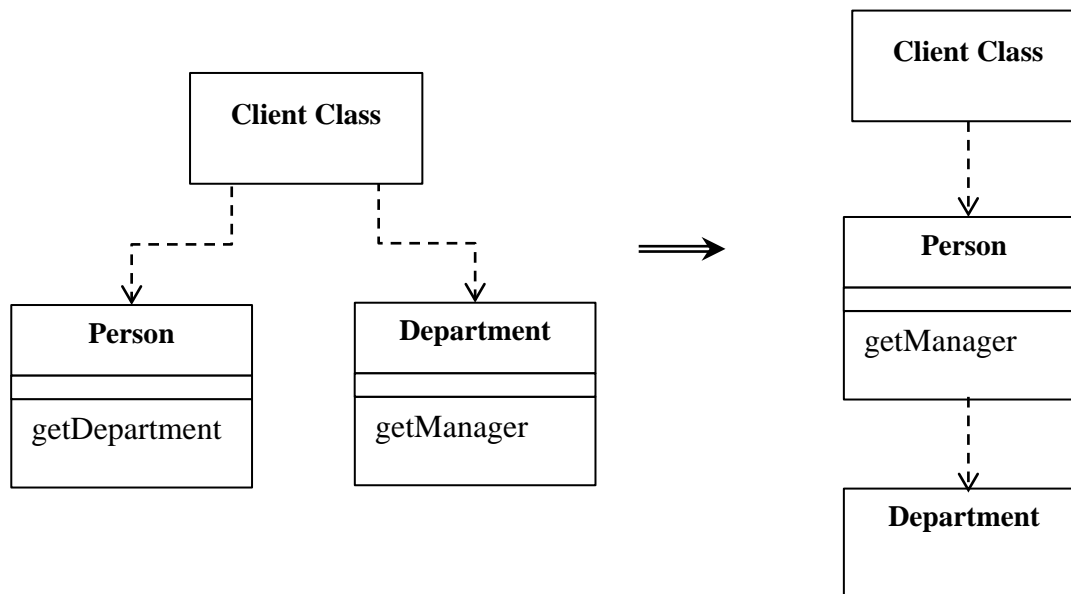 Client Class
Person
getDepartment
Department
getManager
Client Class
Person
getManager
Department